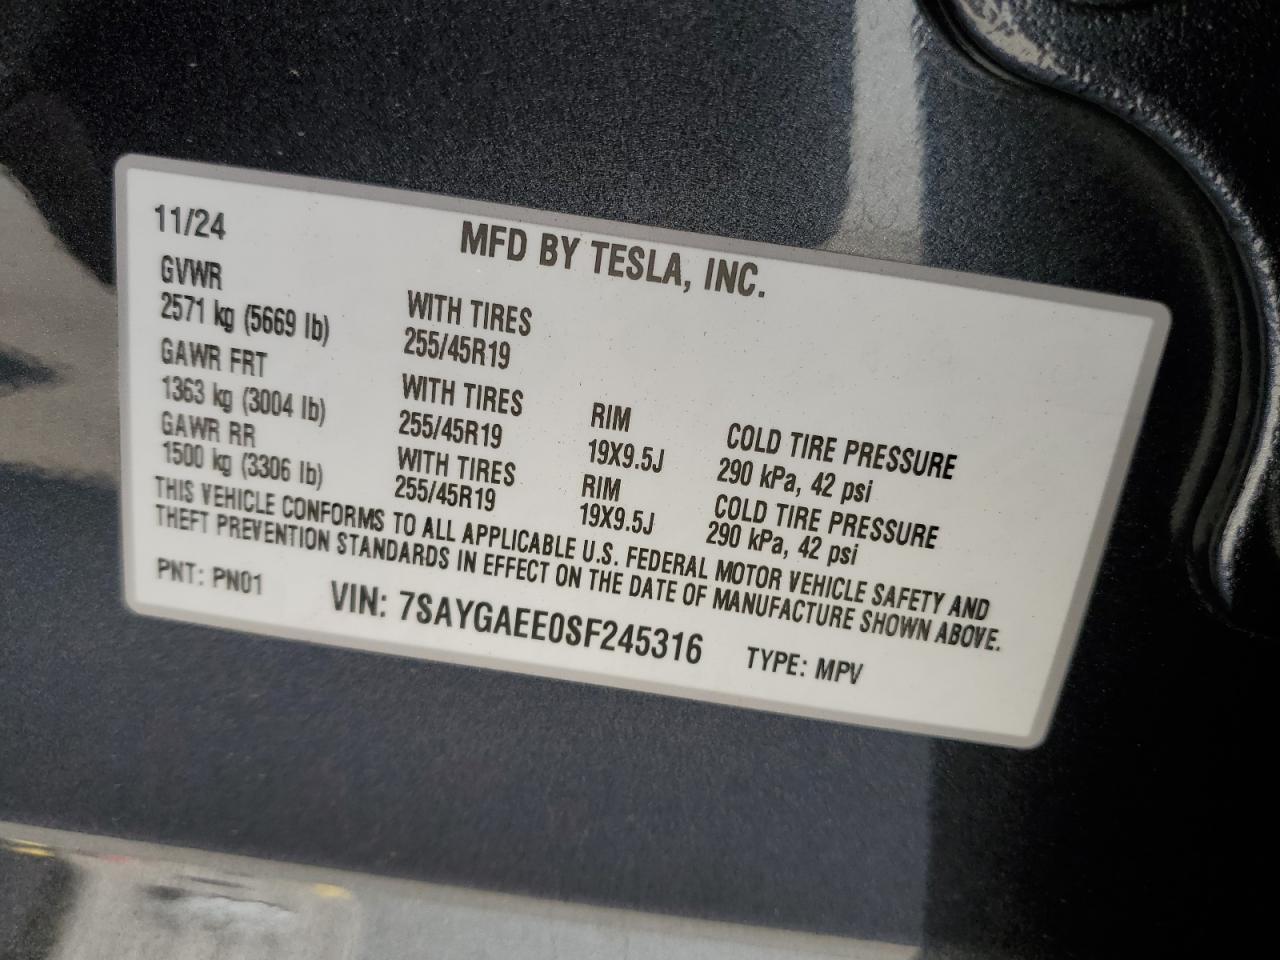 11/24 MFD BY TESLA, INC.
GVWR
2571 kg (5669 lb) WITH TIRES
255/45R19
GAWR FRT
1363 kg (3004 lb) WITH TIRES RIM COLD TIRE PRESSURE
255/45R19 19X9.5J 290 kPa, 42 psi
GAWR RR
1500 kg (3306 lb) WITH TIRES RIM COLD TIRE PRESSURE
255/45R19 19X9.5J 290 kPa, 42 psi
THIS VEHICLE CONFORMS TO ALL APPLICABLE U.S. FEDERAL MOTOR VEHICLE SAFETY AND
THEFT PREVENTION STANDARDS IN EFFECT ON THE DATE OF MANUFACTURE SHOWN ABOVE.
PNT: PN01 VIN: 7SAYGAEE0SF245316 TYPE: MPV